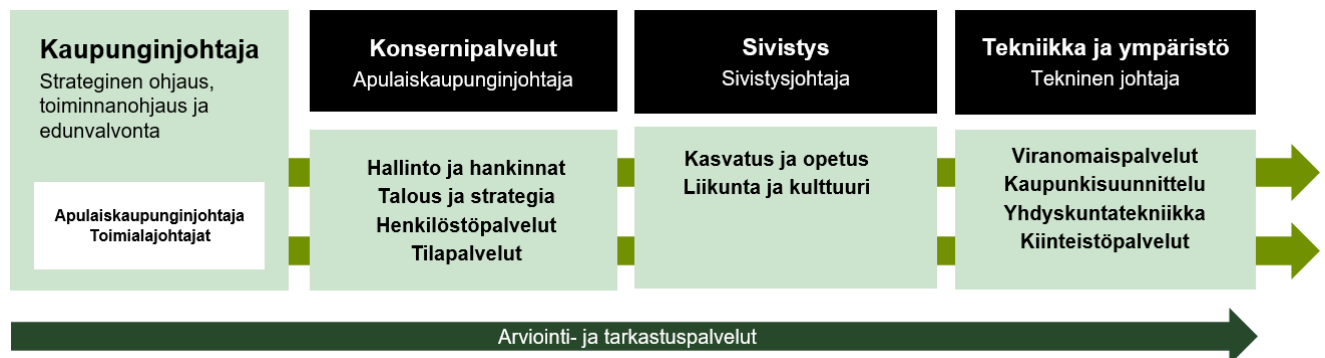 Kaupunginjohtaja
Strateginen ohjaus,
toiminnanohjaus ja
edunvalvonta
Apulaiskaupunginjohtaja
Toimialajohtajat
Konsernipalvelut
Apulaiskaupunginjohtaja
Hallinto ja hankinnat
Talous ja strategia
Henkilöstöpalvelut
Tilapalvelut
Sivistys
Sivistysjohtaja
Kasvatus ja opetus
Liikunta ja kulttuuri
Tekniikka ja ympäristö
Tekninen johtaja
Viranomaispalvelut
Kaupunkisuunnittelu
Yhdyskuntatekniikka
Kiinteistöpalvelut
Arviointi- ja tarkastuspalvelut